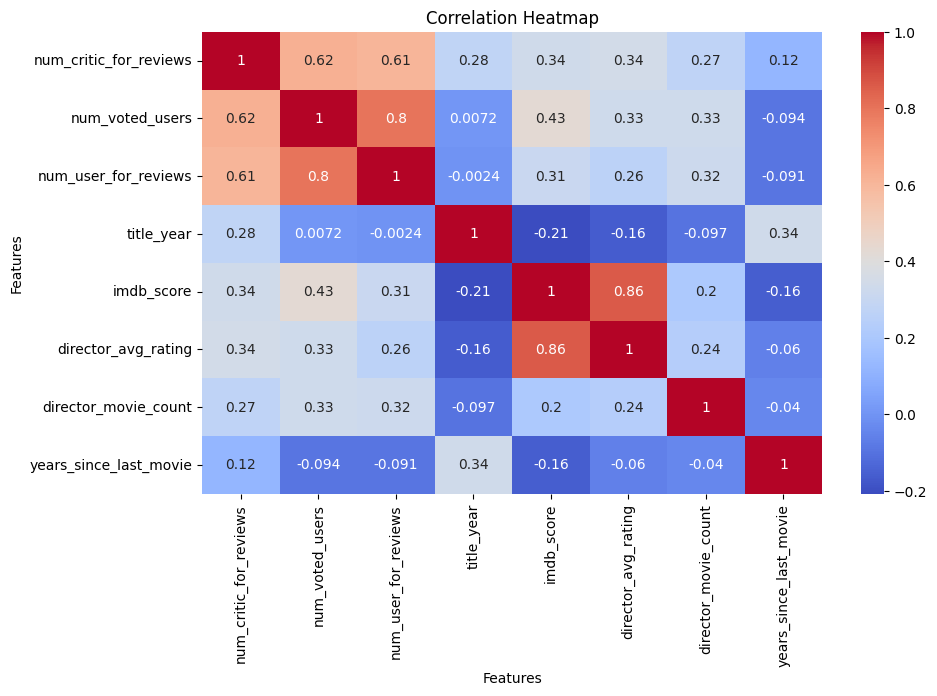 Correlation Heatmap
Features
num_critic_for_reviews 1 0.62 0.61 0.28 0.34 0.34 0.27 0.12
num_voted_users 0.62 1 0.8 0.0072 0.43 0.33 0.33 -0.094
num_user_for_reviews 0.61 0.8 1 -0.0024 0.31 0.26 0.32 -0.091
title_year 0.28 0.0072 -0.0024 1 -0.21 -0.16 -0.097 0.34
imdb_score 0.34 0.43 0.31 -0.21 1 0.86 0.2 -0.16
director_avg_rating 0.34 0.33 0.26 -0.16 0.86 1 0.24 -0.06
director_movie_count 0.27 0.33 0.32 -0.097 0.2 0.24 1 -0.04
years_since_last_movie 0.12 -0.094 -0.091 0.34 -0.16 -0.06 -0.04 1
num_critic_for_reviews
num_voted_users
num_user_for_reviews
title_year
imdb_score
director_avg_rating
director_movie_count
years_since_last_movie
Features
1.0
0.8
0.6
0.4
0.2
0.0
−0.2